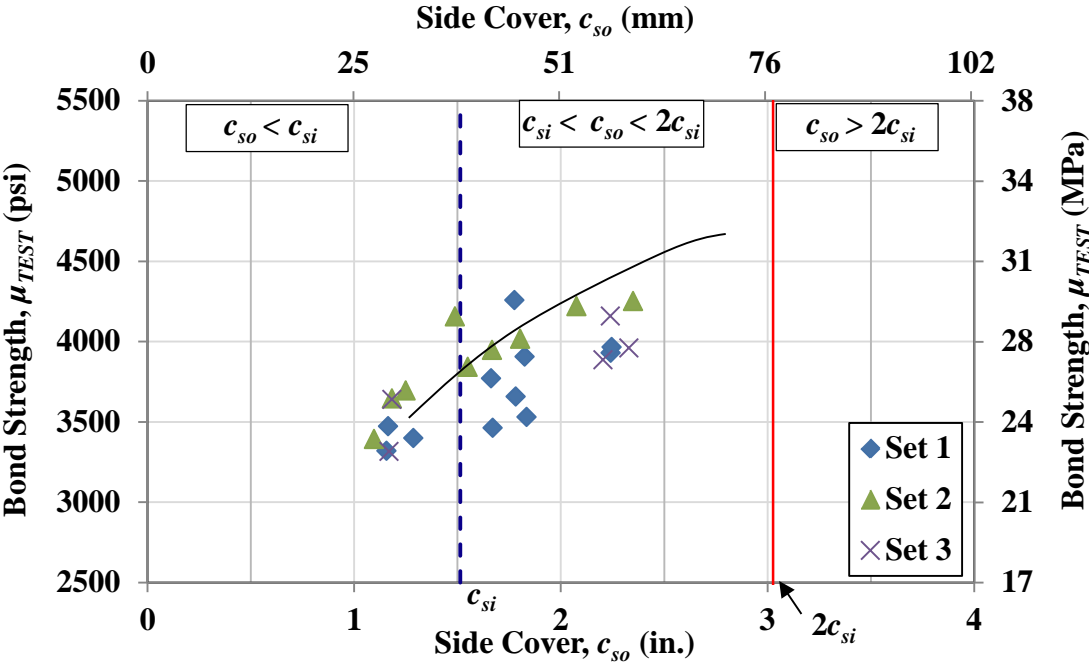 Side Cover, cso (mm)
0 25 51 76 102
cso < csi
csi < cso < 2csi
cso > 2csi
Bond Strength, μTEST (psi)
5500
5000
4500
4000
3500
3000
2500
Bond Strength, μTEST (MPa)
38
34
31
28
24
21
17
Set 1
Set 2
Set 3
csi
2csi
0 1 2 3 4
Side Cover, cso (in.)